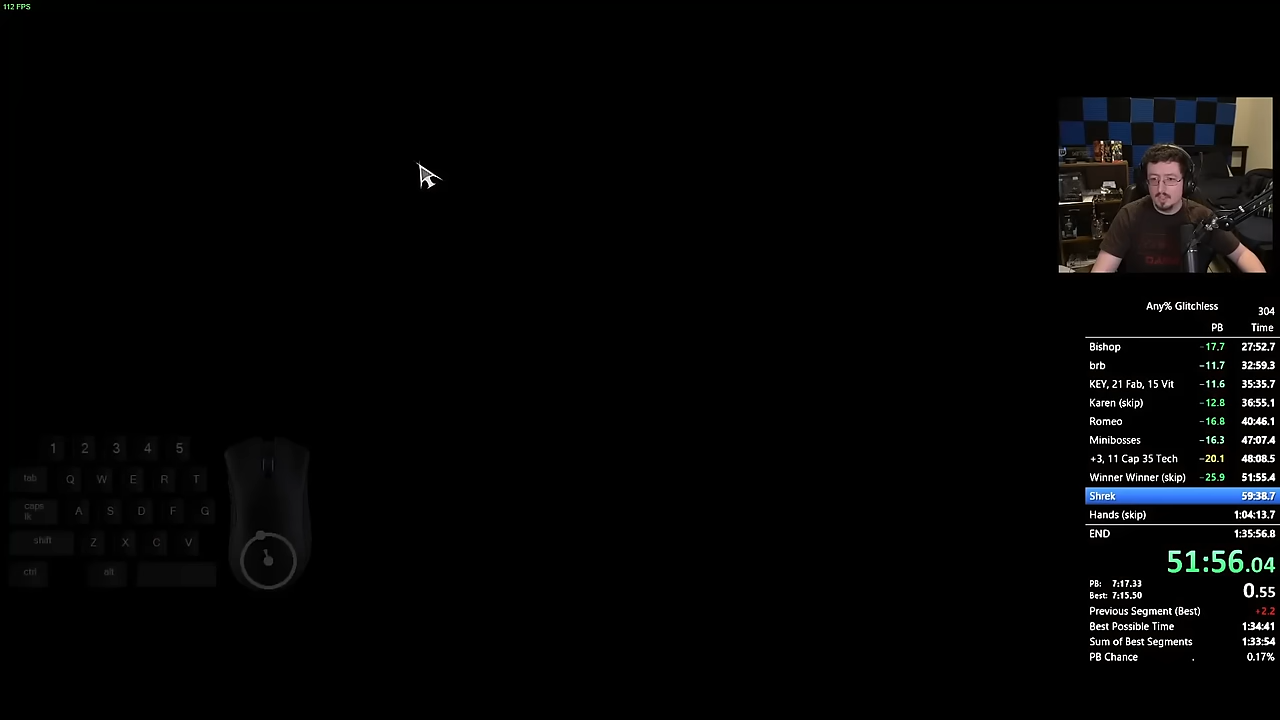 112 FPS
Any% Glitchless 304
PB Time
Bishop -17.7 27:52.7
brb -11.7 32:59.3
KEY, 21 Fab, 15 Vit -11.6 35:35.7
Karen (skip) -12.8 36:55.1
Romeo -16.8 40:46.1
Minibosses -16.3 47:07.4
+3, 11 Cap 35 Tech -20.1 48:08.5
Winner Winner (skip) -25.9 51:55.4
Shrek 59:38.7
Hands (skip) 1:04:13.7
END 1:35:56.8
51:56.04
PB: 7:17.33
Best: 7:15.50
0.55
Previous Segment (Best) +2.2
Best Possible Time 1:34:41
Sum of Best Segments 1:33:54
PB Chance 0.17%
1 2 3 4 5
tab Q W E R T
caps lk A S D F G
shift Z X C V
ctrl alt